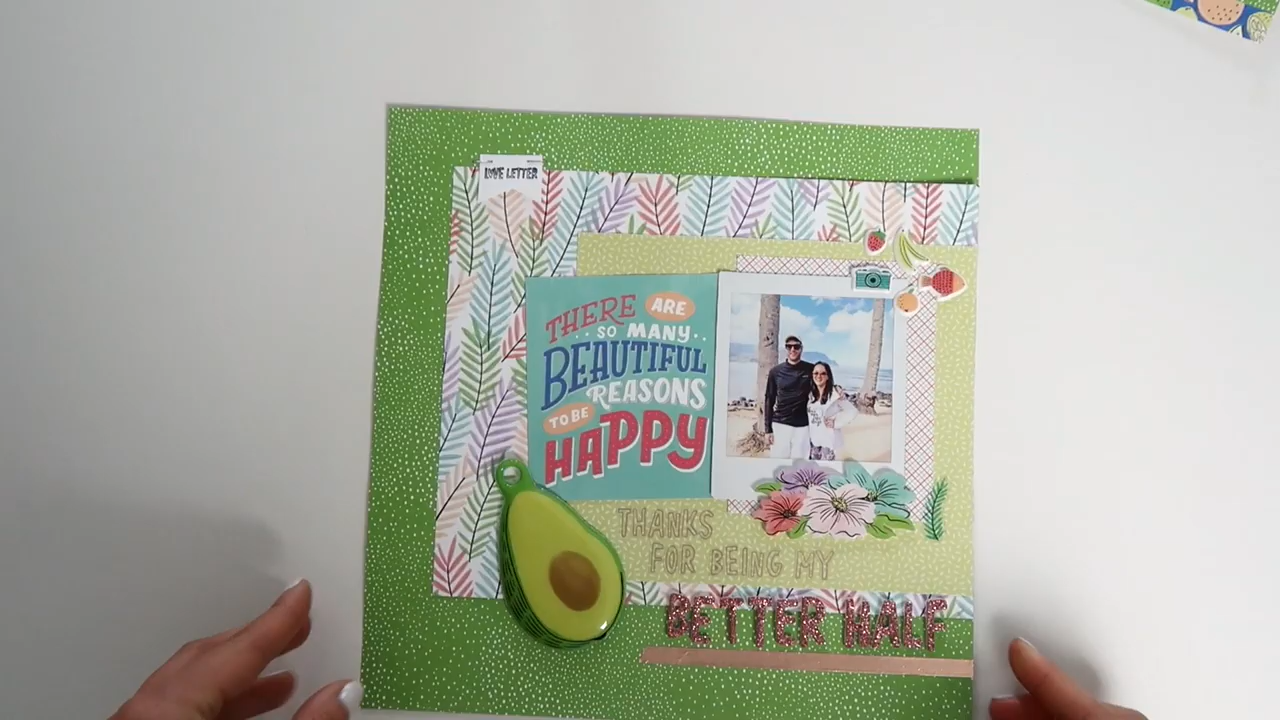 LOVE LETTER
THERE ARE
SO MANY
BEAUTIFUL
REASONS
TO BE
HAPPY
THANKS
FOR BEING MY
BETTER HALF